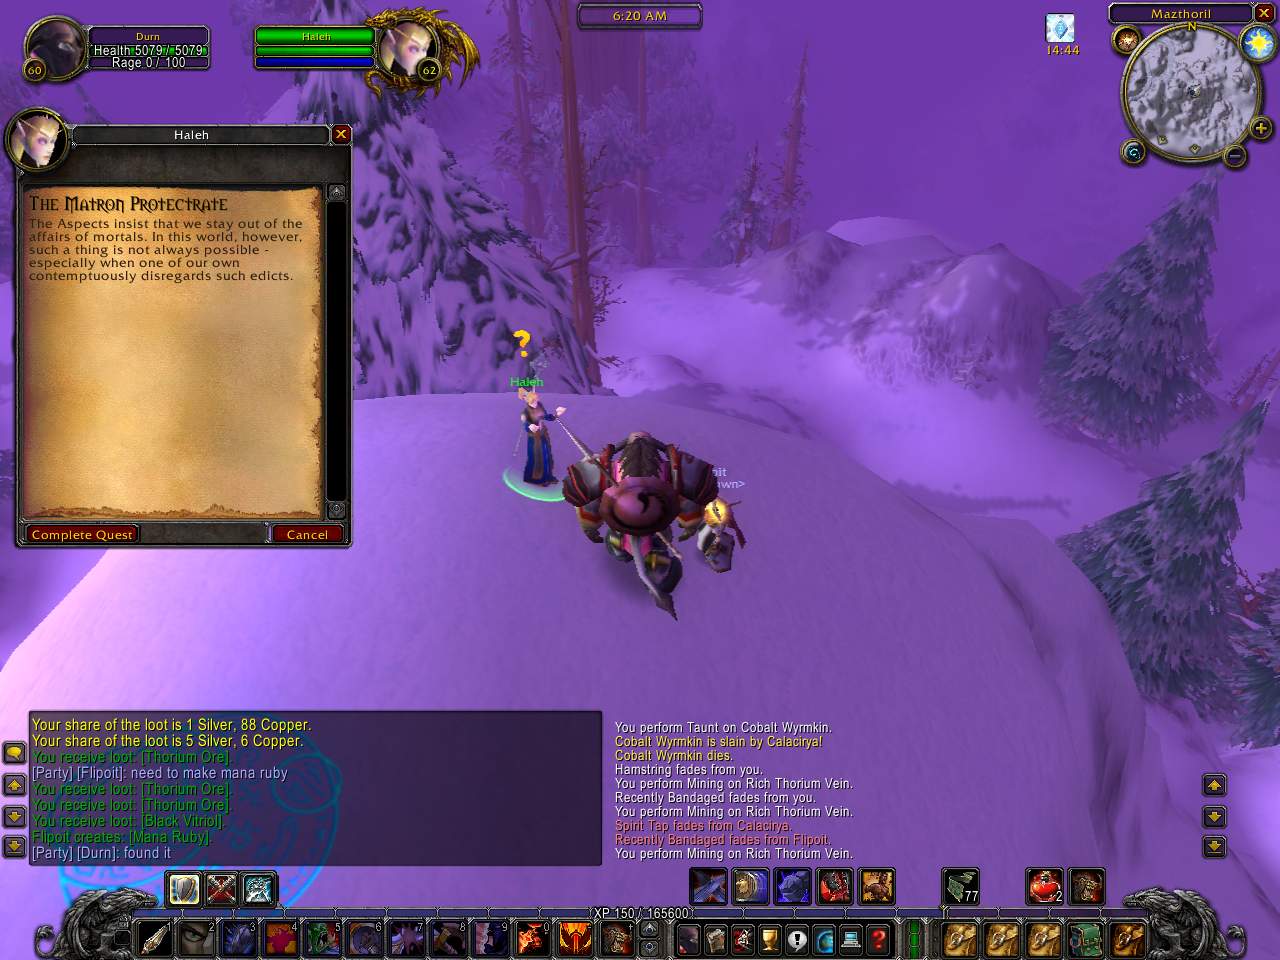 6:20 AM
Mazthoril
N
Durn
Health 5079 / 5079
Rage 0 / 100
60
Haleh
62
14:44
Haleh
The Matron Protectrate
The Aspects insist that we stay out of the
affairs of mortals. In this world, however,
such a thing is not always possible -
especially when one of our own
contemptuously disregards such edicts.
Complete Quest
Cancel
?
Haleh
Your share of the loot is 1 Silver, 88 Copper.
Your share of the loot is 5 Silver, 6 Copper.
You receive loot: [Thorium Ore].
[Party] [Flipoit]: need to make mana ruby
You receive loot: [Thorium Ore].
You receive loot: [Thorium Ore].
You receive loot: [Black Vitriol].
Flipoit creates: [Mana Ruby].
[Party] [Durn]: found it
You perform Taunt on Cobalt Wyrmkin.
Cobalt Wyrmkin is slain by Calacirya!
Cobalt Wyrmkin dies.
Hamstring fades from you.
You perform Mining on Rich Thorium Vein.
Recently Bandaged fades from you.
You perform Mining on Rich Thorium Vein.
Spirit Tap fades from Calacirya.
Recently Bandaged fades from Flipoit.
You perform Mining on Rich Thorium Vein.
77
2
XP 150 / 165600
2 3 4 5 6 7 8 9 0